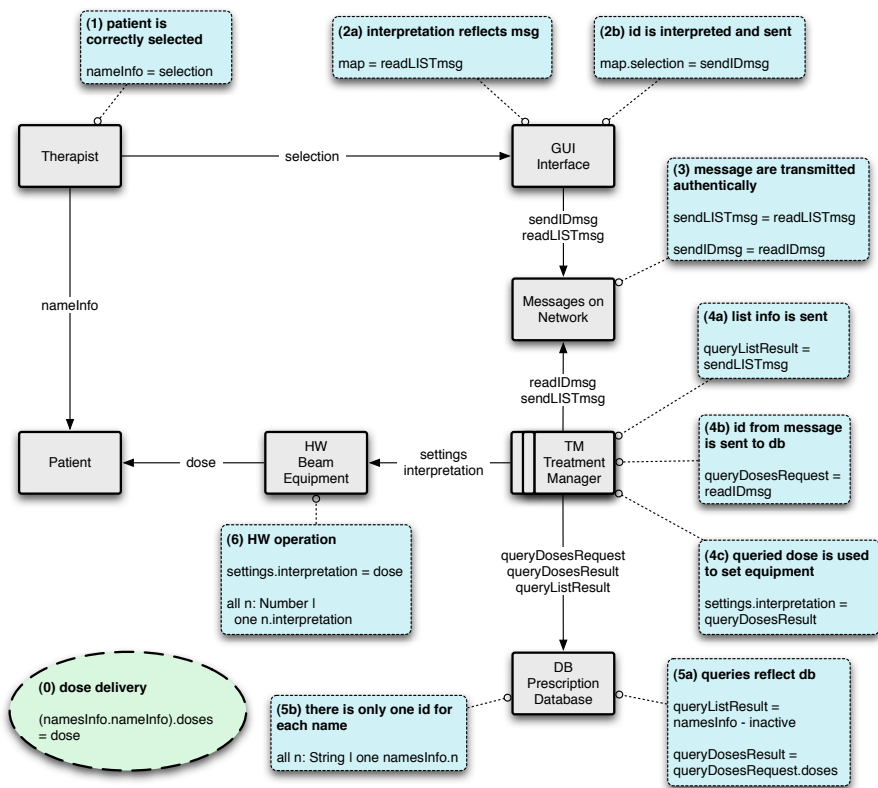 (1) patient is
correctly selected
nameInfo = selection
(2a) interpretation reflects msg
map = readLISTmsg
(2b) id is interpreted and sent
map.selection = sendIDmsg
Therapist
selection
GUI
Interface
(3) message are transmitted
authentically
sendLISTmsg = readLISTmsg
sendIDmsg = readIDmsg
sendIDmsg
readLISTmsg
nameInfo
Messages on
Network
(4a) list info is sent
queryListResult =
sendLISTmsg
readIDmsg
sendLISTmsg
(4b) id from message
is sent to db
queryDosesRequest =
readIDmsg
Patient
dose
HW
Beam
Equipment
settings
interpretation
TM
Treatment
Manager
(6) HW operation
settings.interpretation = dose
all n: Number |
one n.interpretation
queryDosesRequest
queryDosesResult
queryListResult
(4c) queried dose is used
to set equipment
settings.interpretation =
queryDosesResult
(0) dose delivery
(namesInfo.nameInfo).doses
= dose
(5b) there is only one id for
each name
all n: String | one namesInfo.n
DB
Prescription
Database
(5a) queries reflect db
queryListResult =
namesInfo - inactive
queryDosesResult =
queryDosesRequest.doses